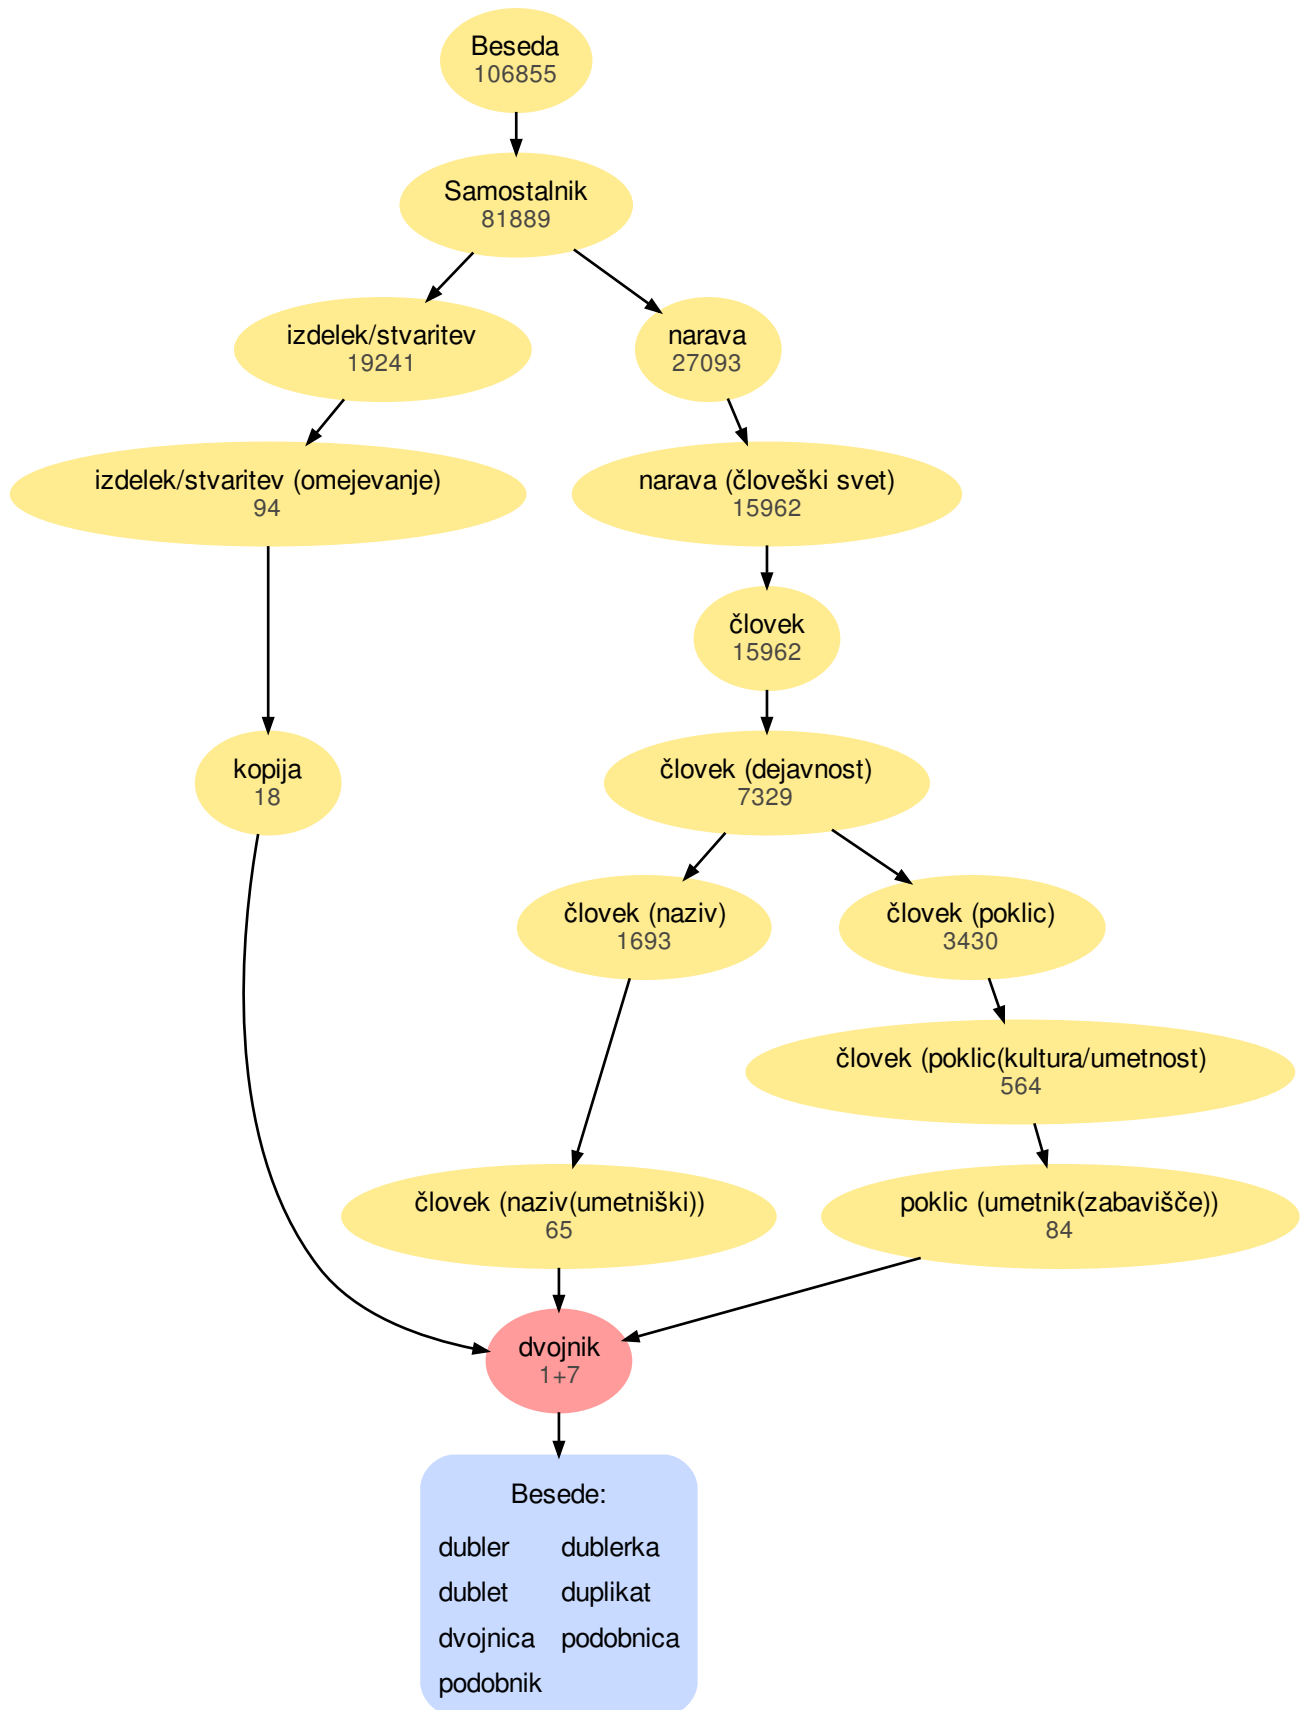 Beseda
106855
Samostalnik
81889
izdelek/stvaritev
19241
narava
27093
izdelek/stvaritev (omejevanje)
94
narava (človeški svet)
15962
človek
15962
kopija
18
človek (dejavnost)
7329
človek (naziv)
1693
človek (poklic)
3430
človek (poklic(kultura/umetnost)
564
človek (naziv(umetniški))
65
poklic (umetnik(zabavišče))
84
dvojnik
1+7
Besede:
dubler dublerka
dublet duplikat
dvojnica podobnica
podobnik